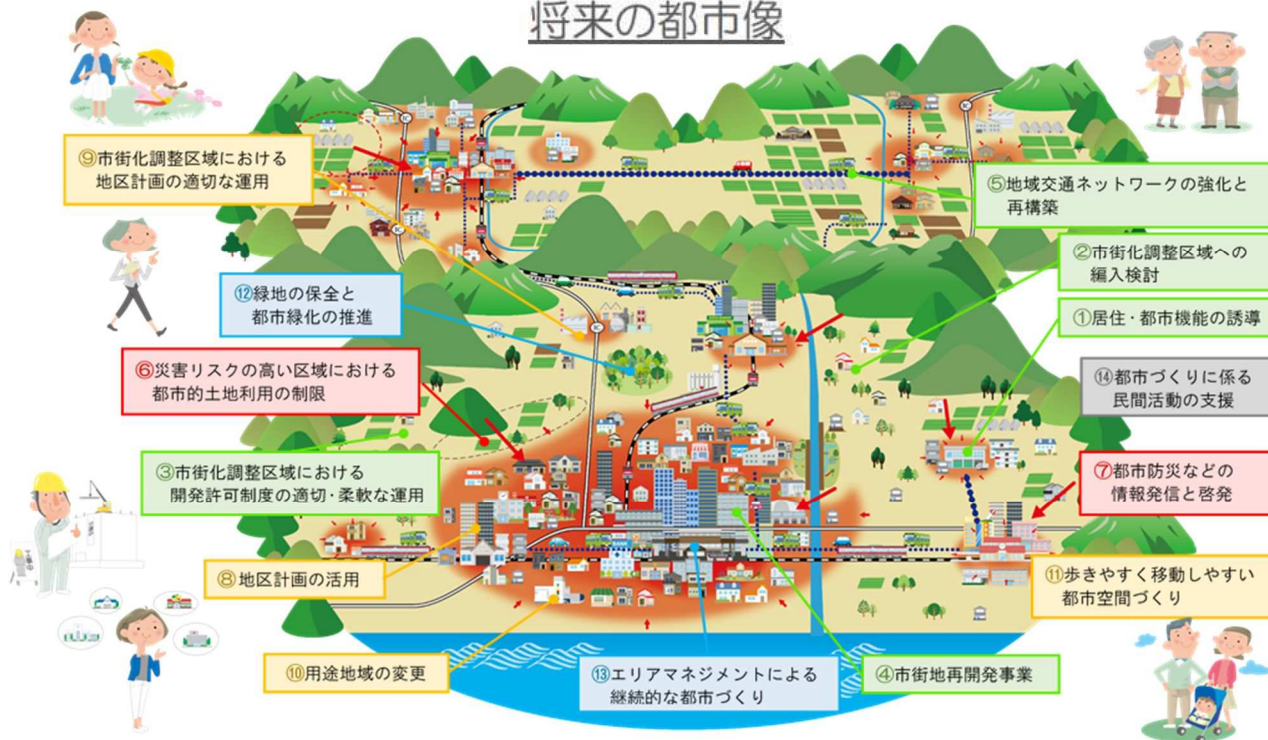 将来の都市像
⑨市街化調整区域における
地区計画の適切な運用
⑤地域交通ネットワークの強化と
再構築
②市街化調整区域への
編入検討
⑫緑地の保全と
都市緑化の推進
①居住・都市機能の誘導
⑥災害リスクの高い区域における
都市的土地利用の制限
⑭都市づくりに係る
民間活動の支援
③市街化調整区域における
開発許可制度の適切・柔軟な運用
⑦都市防災などの
情報発信と啓発
⑧地区計画の活用
⑪歩きやすく移動しやすい
都市空間づくり
⑩用途地域の変更
⑬エリアマネジメントによる
継続的な都市づくり
④市街地再開発事業
IC
IC
IC
IC